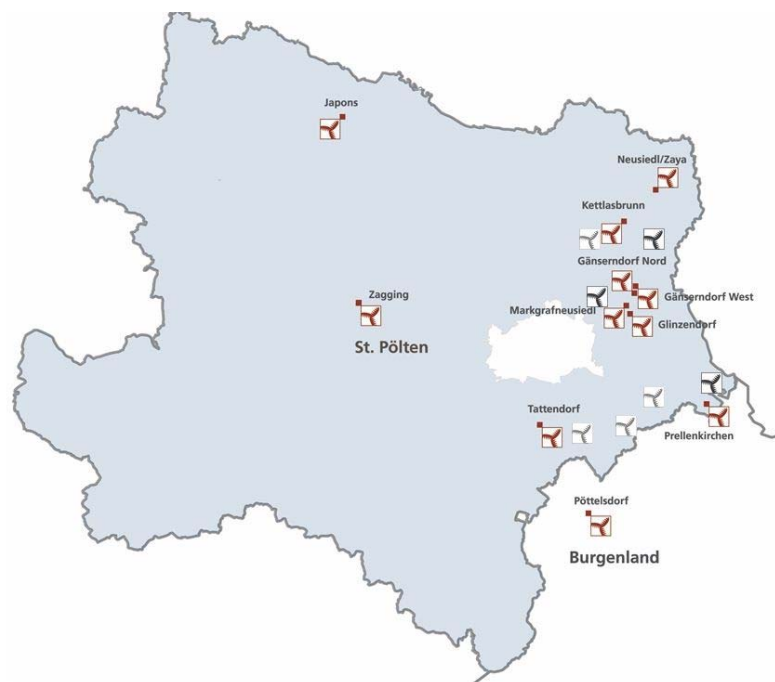 Japons
Neusiedl/Zaya
Kettlasbrunn
Gänserndorf Nord
Zagging
Gänserndorf West
Markgrafneusiedl
Glinzendorf
St. Pölten
Tattendorf
Prellenkirchen
Pöttelsdorf
Burgenland